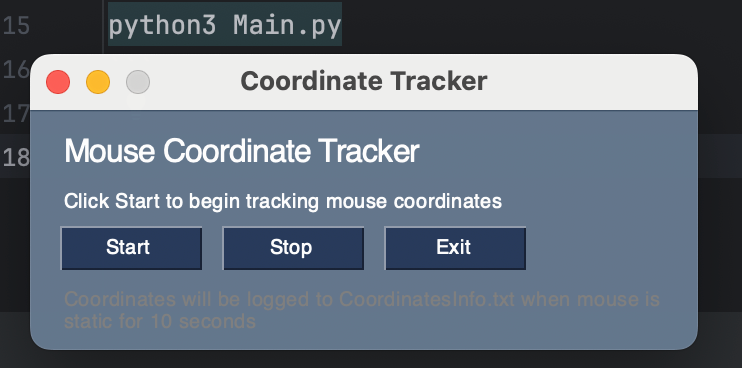 15
python3 Main.py
16
Coordinate Tracker
17
Mouse Coordinate Tracker
18
Click Start to begin tracking mouse coordinates
Start Stop Exit
Coordinates will be logged to CoordinatesInfo.txt when mouse is
static for 10 seconds